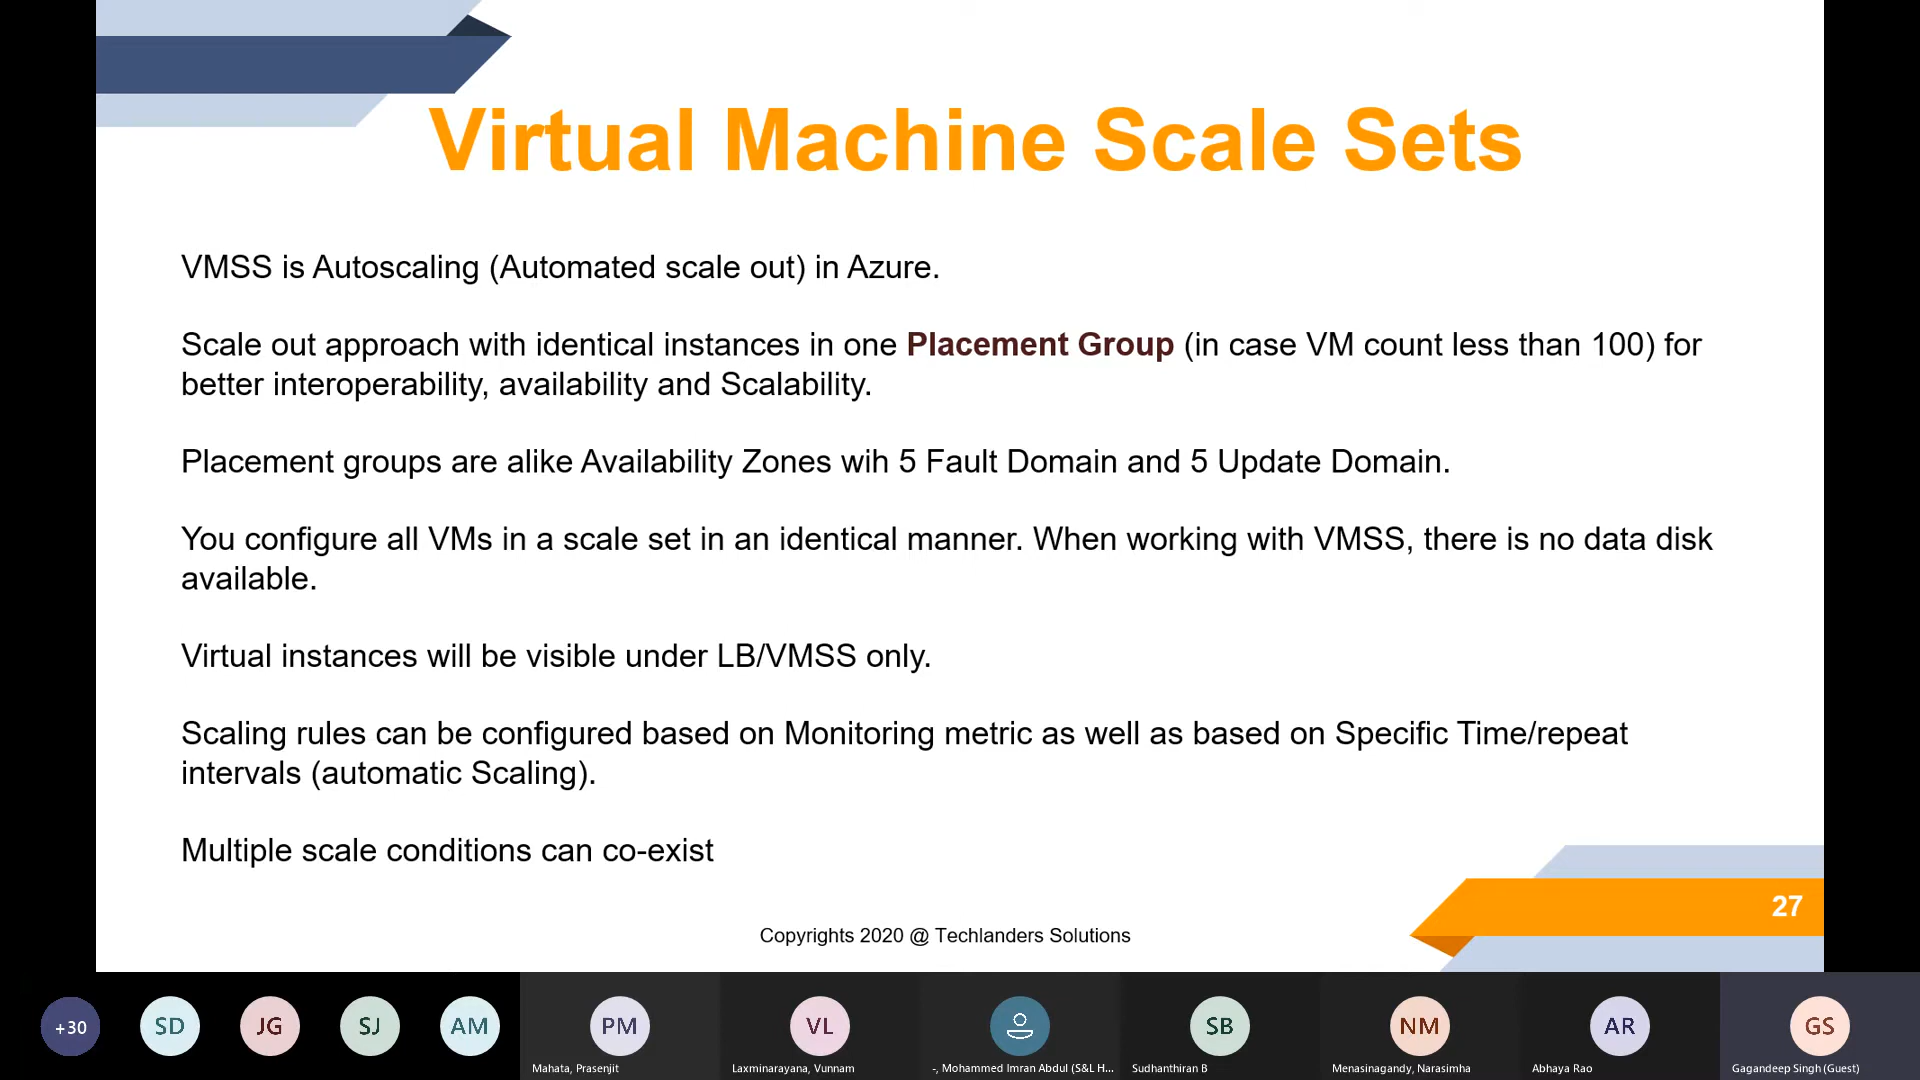 Virtual Machine Scale Sets
VMSS is Autoscaling (Automated scale out) in Azure.
Scale out approach with identical instances in one Placement Group (in case VM count less than 100) for
better interoperability, availability and Scalability.
Placement groups are alike Availability Zones wih 5 Fault Domain and 5 Update Domain.
You configure all VMs in a scale set in an identical manner. When working with VMSS, there is no data disk
available.
Virtual instances will be visible under LB/VMSS only.
Scaling rules can be configured based on Monitoring metric as well as based on Specific Time/repeat
intervals (automatic Scaling).
Multiple scale conditions can co-exist
27
Copyrights 2020 @ Techlanders Solutions
+30
SD
JG
SJ
AM
PM
VL
SB
NM
AR
GS
Mahata, Prasenjit
Laxminarayana, Vunnam
-, Mohammed Imran Abdul (S&L H...
Sudhanthiran B
Menasinagandy, Narasimha
Abhaya Rao
Gagandeep Singh (Guest)